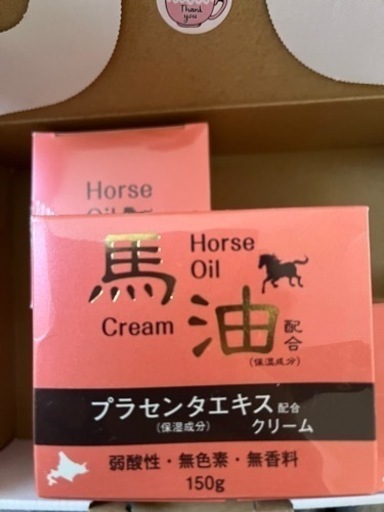 Thank
you
Horse
Oil
馬
Horse
Oil
Cream
油
配合
(保湿成分)
プラセンタエキス 配合
(保湿成分) クリーム
弱酸性・無色素・無香料
150g